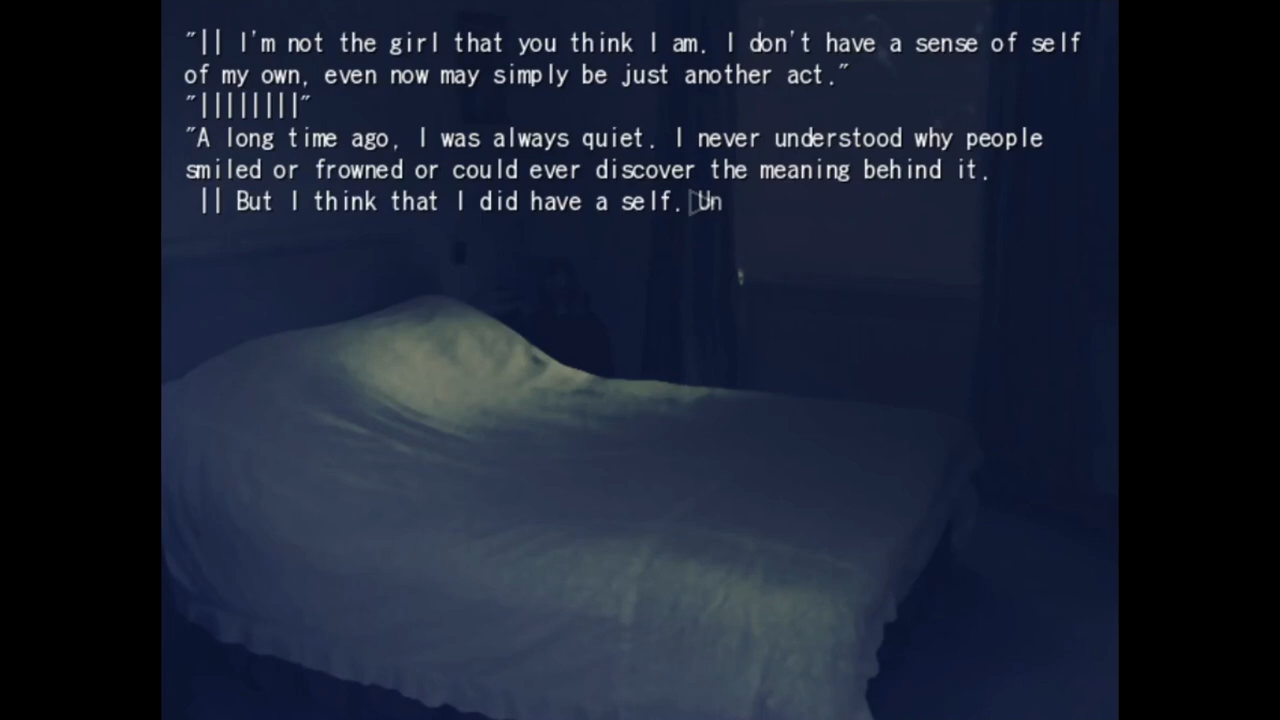 "|| I'm not the girl that you think I am. I don't have a sense of self
of my own, even now may simply be just another act."
"||||||||"
"A long time ago, I was always quiet. I never understood why people
smiled or frowned or could ever discover the meaning behind it.
|| But I think that I did have a self. Un